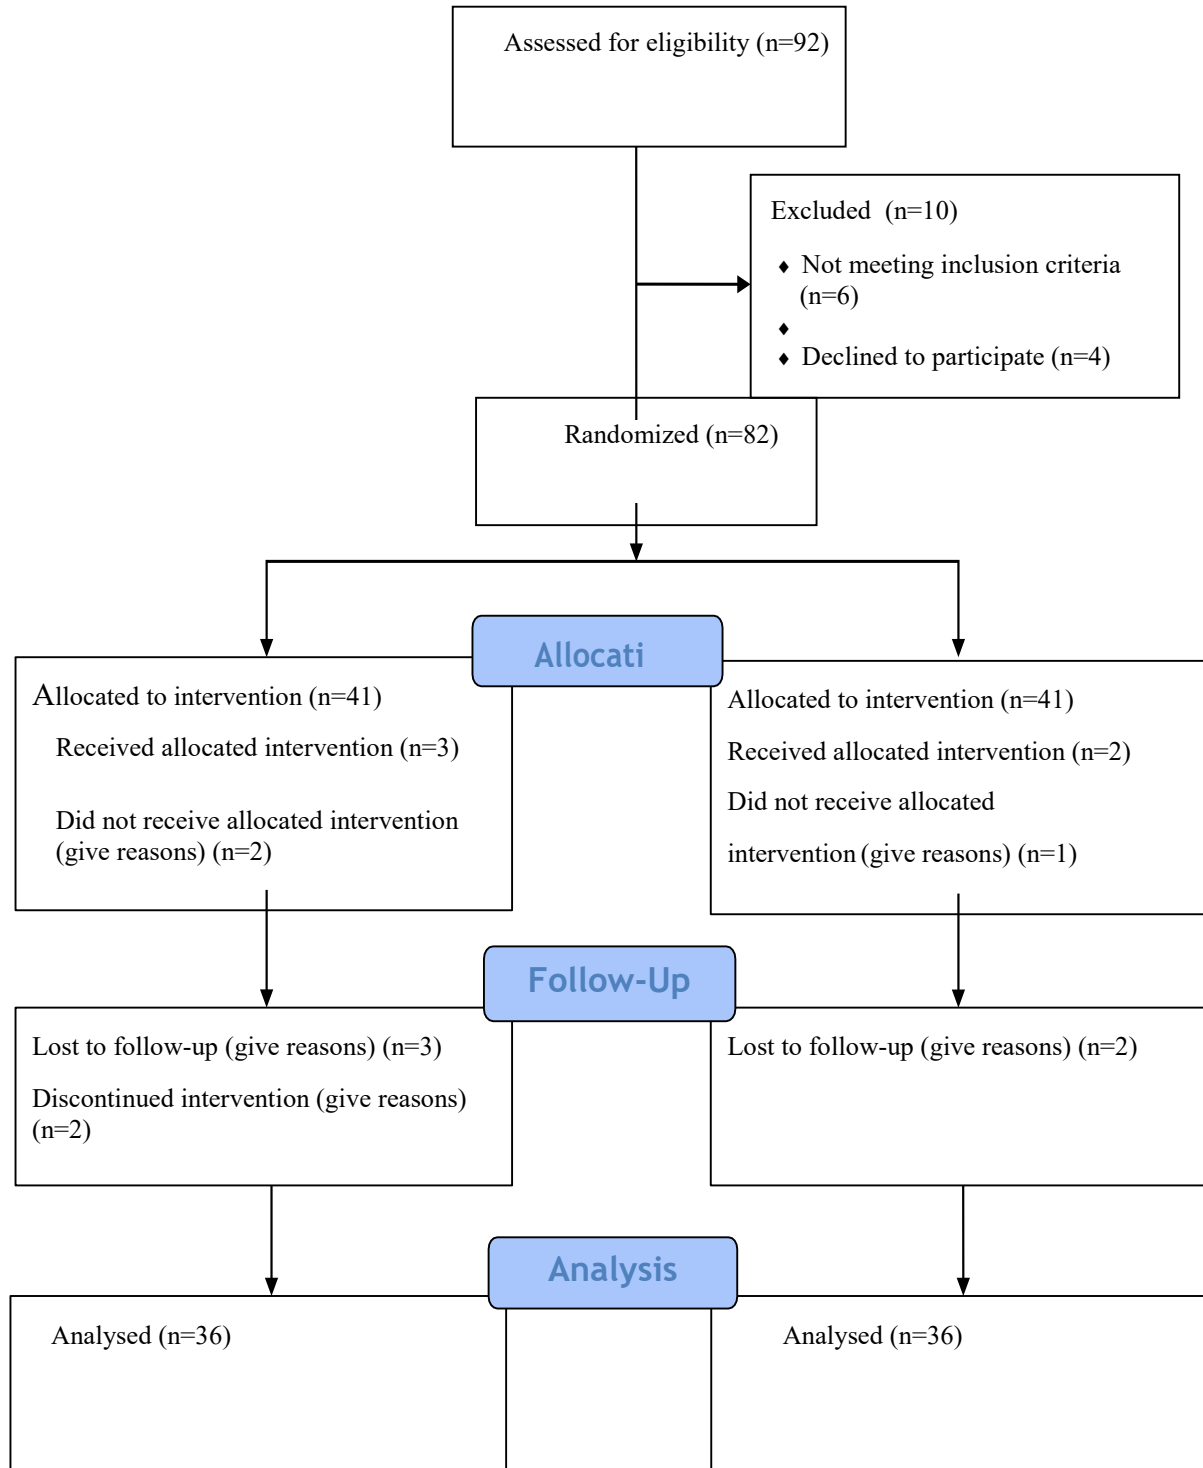 Assessed for eligibility (n=92)
Excluded  (n=10)
♦ Not meeting inclusion criteria
(n=6)
♦
♦ Declined to participate (n=4)
Randomized (n=82)
Allocati
Allocated to intervention (n=41)
Received allocated intervention (n=3)
Did not receive allocated intervention
(give reasons) (n=2)
Allocated to intervention (n=41)
Received allocated intervention (n=2)
Did not receive allocated
intervention (give reasons) (n=1)
Follow-Up
Lost to follow-up (give reasons) (n=3)
Discontinued intervention (give reasons)
(n=2)
Lost to follow-up (give reasons) (n=2)
Analysis
Analysed (n=36)
Analysed (n=36)